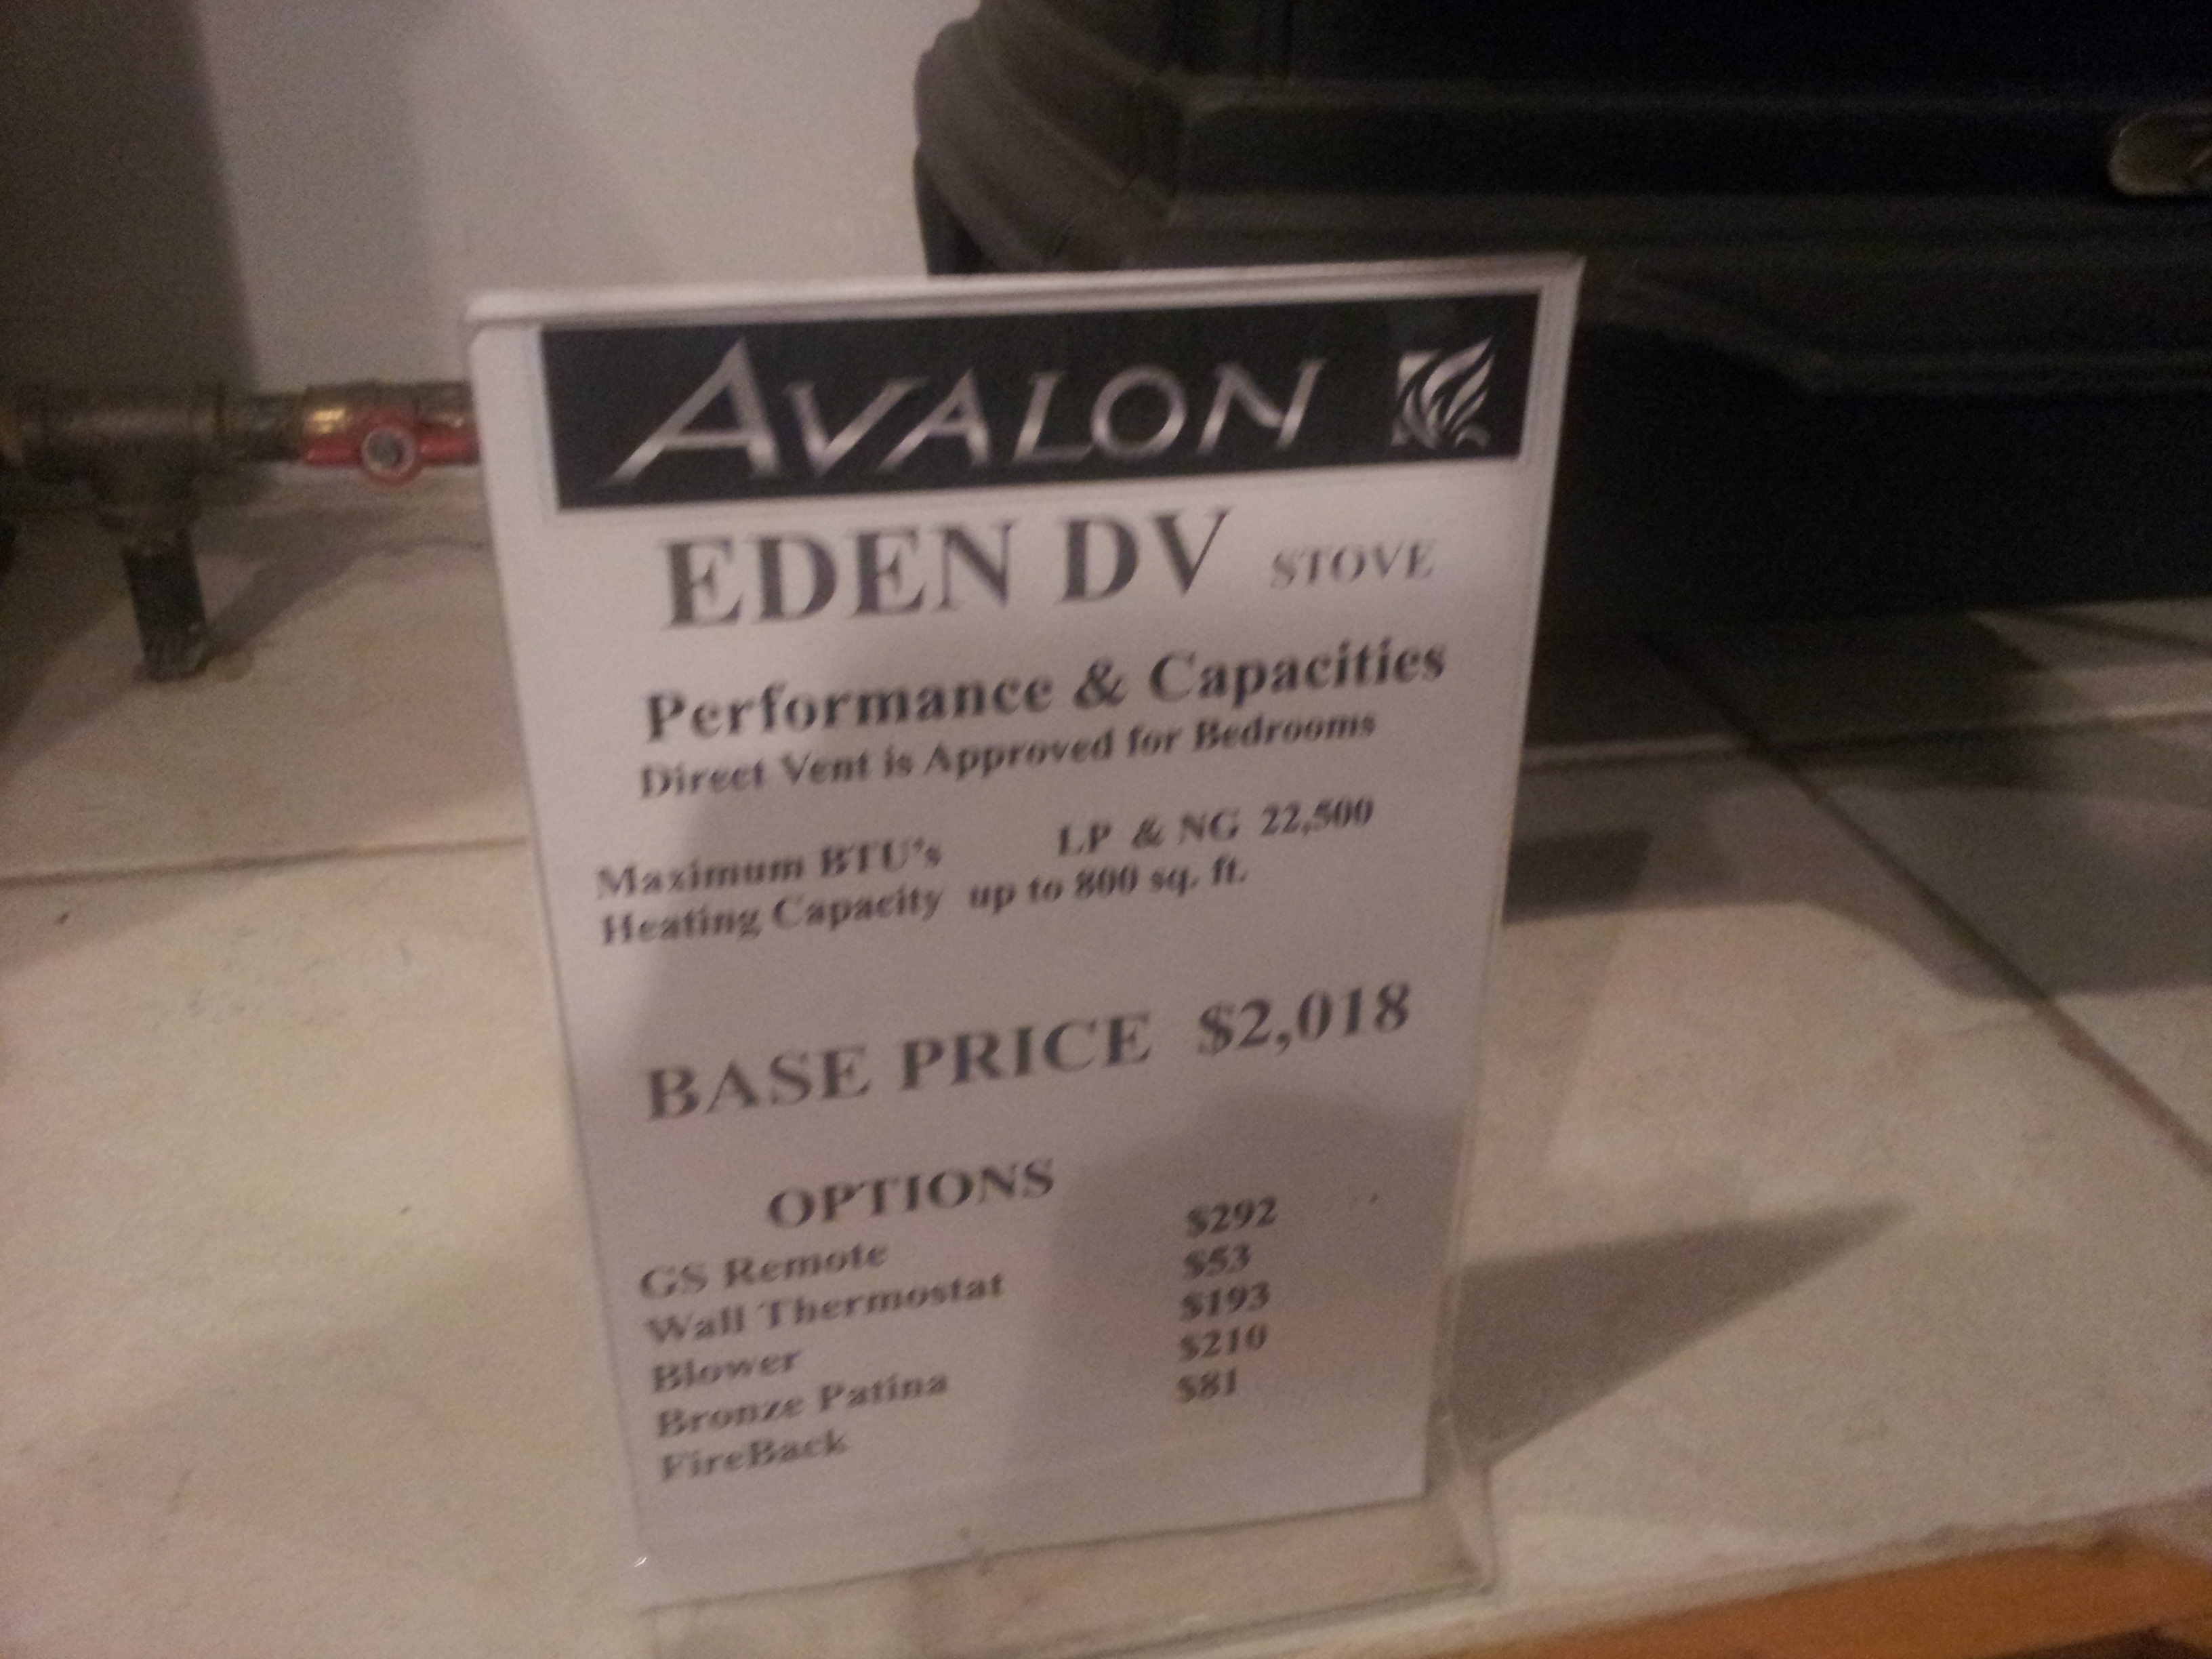 AVALON
EDEN DV STOVE
Performance & Capacities
Direct Vent is Approved for Bedrooms
Maximum BTU's LP & NG 22,500
Heating Capacity up to 800 sq. ft.
BASE PRICE $2,018
OPTIONS
GS Remote $292
Wall Thermostat $53
Blower $193
Bronze Patina $210
FireBack $81